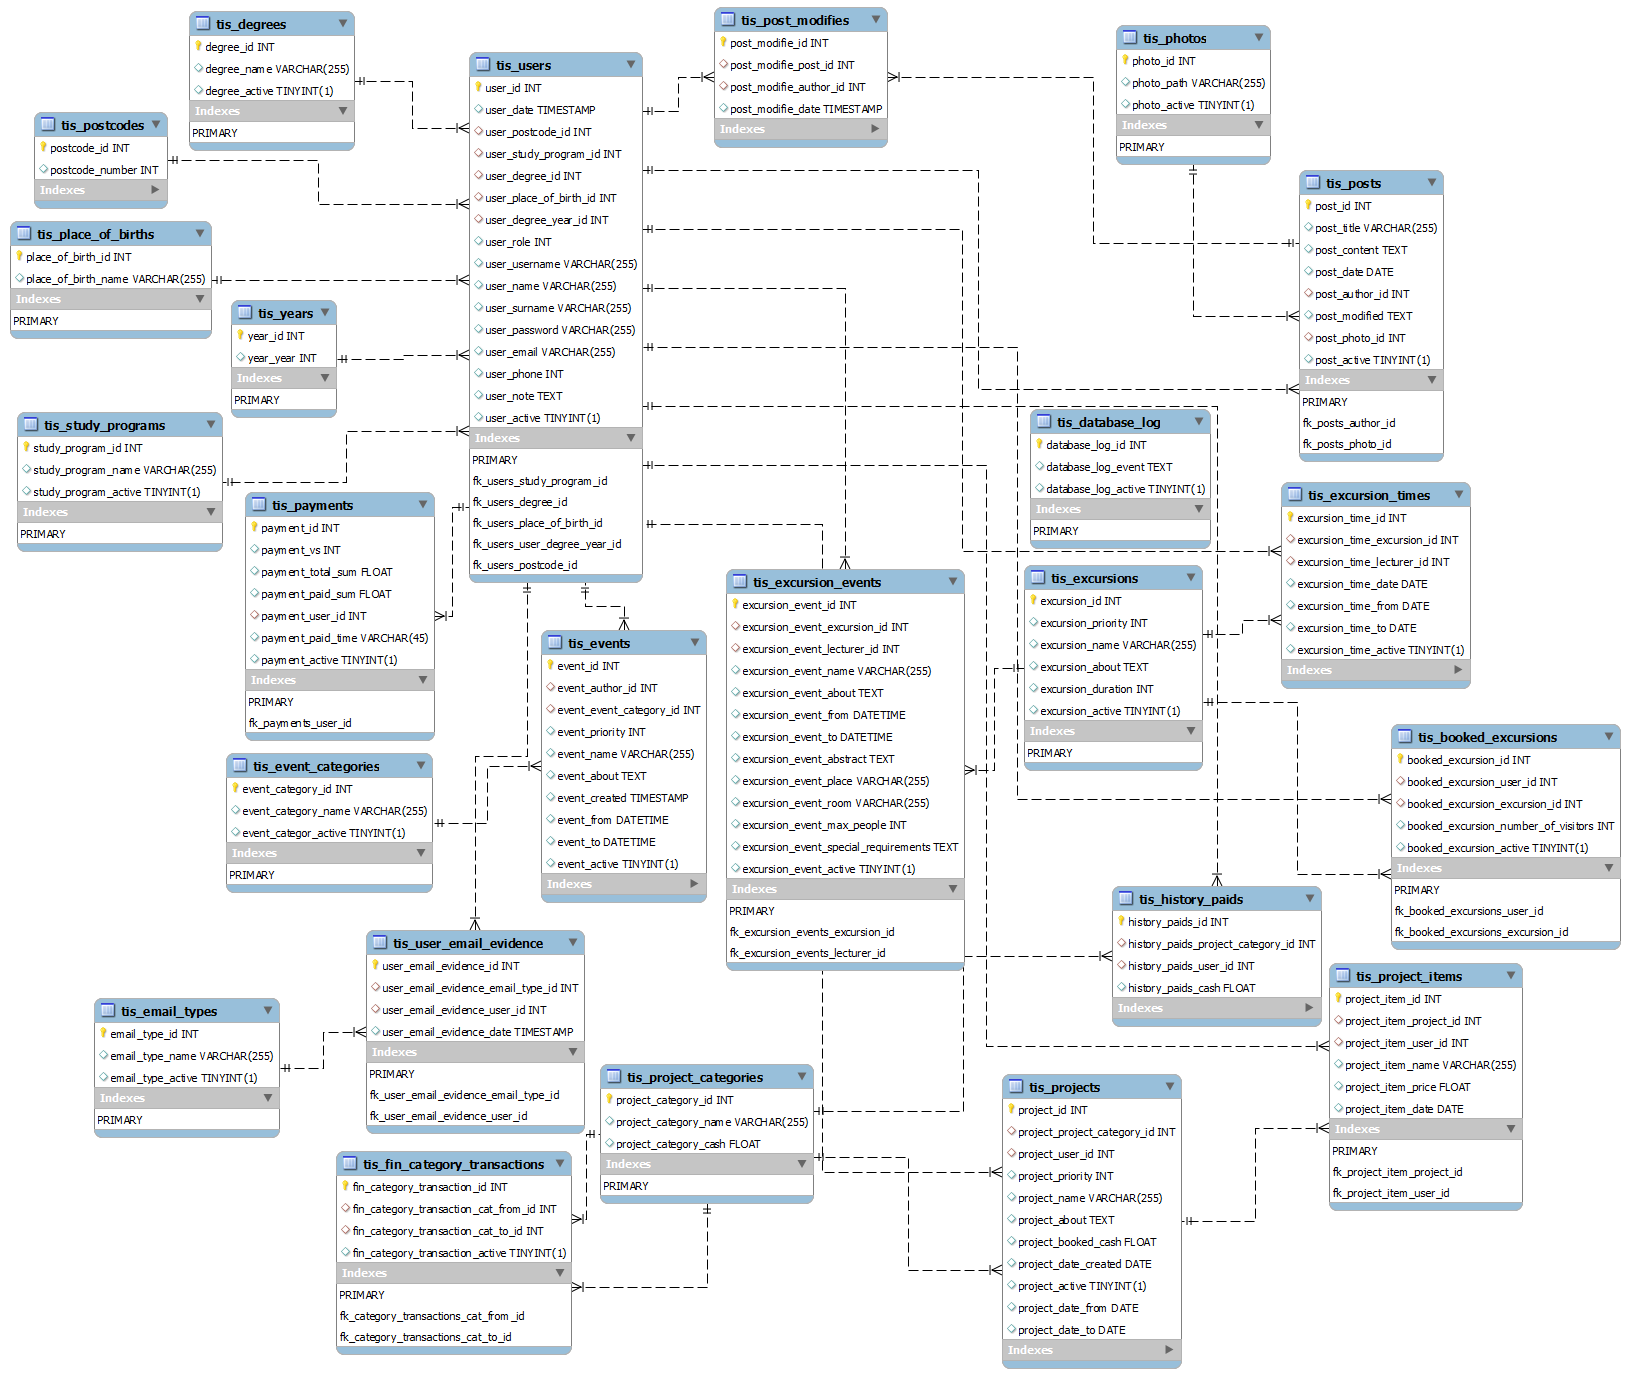 tis_degrees
degree_id INT
degree_name VARCHAR(255)
degree_active TINYINT(1)
Indexes
PRIMARY
tis_postcodes
postcode_id INT
postcode_number INT
Indexes
tis_place_of_births
place_of_birth_id INT
place_of_birth_name VARCHAR(255)
Indexes
PRIMARY
tis_years
year_id INT
year_year INT
Indexes
PRIMARY
tis_study_programs
study_program_id INT
study_program_name VARCHAR(255)
study_program_active TINYINT(1)
Indexes
PRIMARY
tis_users
user_id INT
user_date TIMESTAMP
user_postcode_id INT
user_study_program_id INT
user_degree_id INT
user_place_of_birth_id INT
user_degree_year_id INT
user_role INT
user_username VARCHAR(255)
user_name VARCHAR(255)
user_surname VARCHAR(255)
user_password VARCHAR(255)
user_email VARCHAR(255)
user_phone INT
user_note TEXT
user_active TINYINT(1)
Indexes
PRIMARY
fk_users_study_program_id
fk_users_degree_id
fk_users_place_of_birth_id
fk_users_user_degree_year_id
fk_users_postcode_id
tis_post_modifies
post_modifie_id INT
post_modifie_post_id INT
post_modifie_author_id INT
post_modifie_date TIMESTAMP
Indexes
tis_photos
photo_id INT
photo_path VARCHAR(255)
photo_active TINYINT(1)
Indexes
PRIMARY
tis_posts
post_id INT
post_title VARCHAR(255)
post_content TEXT
post_date DATE
post_author_id INT
post_modified TEXT
post_photo_id INT
post_active TINYINT(1)
Indexes
PRIMARY
fk_posts_author_id
fk_posts_photo_id
tis_database_log
database_log_id INT
database_log_event TEXT
database_log_active TINYINT(1)
Indexes
PRIMARY
tis_excursion_times
excursion_time_id INT
excursion_time_excursion_id INT
excursion_time_lecturer_id INT
excursion_time_date DATE
excursion_time_from DATE
excursion_time_to DATE
excursion_time_active TINYINT(1)
Indexes
tis_payments
payment_id INT
payment_vs INT
payment_total_sum FLOAT
payment_paid_sum FLOAT
payment_user_id INT
payment_paid_time VARCHAR(45)
payment_active TINYINT(1)
Indexes
PRIMARY
fk_payments_user_id
tis_events
event_id INT
event_author_id INT
event_event_category_id INT
event_priority INT
event_name VARCHAR(255)
event_about TEXT
event_created TIMESTAMP
event_from DATETIME
event_to DATETIME
event_active TINYINT(1)
Indexes
tis_excursion_events
excursion_event_id INT
excursion_event_excursion_id INT
excursion_event_lecturer_id INT
excursion_event_name VARCHAR(255)
excursion_event_about TEXT
excursion_event_from DATETIME
excursion_event_to DATETIME
excursion_event_abstract TEXT
excursion_event_place VARCHAR(255)
excursion_event_room VARCHAR(255)
excursion_event_max_people INT
excursion_event_special_requirements TEXT
excursion_event_active TINYINT(1)
Indexes
PRIMARY
fk_excursion_events_excursion_id
fk_excursion_events_lecturer_id
tis_excursions
excursion_id INT
excursion_priority INT
excursion_name VARCHAR(255)
excursion_about TEXT
excursion_duration INT
excursion_active TINYINT(1)
Indexes
PRIMARY
tis_booked_excursions
booked_excursion_id INT
booked_excursion_user_id INT
booked_excursion_excursion_id INT
booked_excursion_number_of_visitors INT
booked_excursion_active TINYINT(1)
Indexes
PRIMARY
fk_booked_excursions_user_id
fk_booked_excursions_excursion_id
tis_event_categories
event_category_id INT
event_category_name VARCHAR(255)
event_categor_active TINYINT(1)
Indexes
PRIMARY
tis_history_paids
history_paids_id INT
history_paids_project_category_id INT
history_paids_user_id INT
history_paids_cash FLOAT
Indexes
tis_user_email_evidence
user_email_evidence_id INT
user_email_evidence_email_type_id INT
user_email_evidence_user_id INT
user_email_evidence_date TIMESTAMP
Indexes
PRIMARY
fk_user_email_evidence_email_type_id
fk_user_email_evidence_user_id
tis_project_items
project_item_id INT
project_item_project_id INT
project_item_user_id INT
project_item_name VARCHAR(255)
project_item_price FLOAT
project_item_date DATE
Indexes
PRIMARY
fk_project_item_project_id
fk_project_item_user_id
tis_email_types
email_type_id INT
email_type_name VARCHAR(255)
email_type_active TINYINT(1)
Indexes
PRIMARY
tis_project_categories
project_category_id INT
project_category_name VARCHAR(255)
project_category_cash FLOAT
Indexes
PRIMARY
tis_projects
project_id INT
project_project_category_id INT
project_user_id INT
project_priority INT
project_name VARCHAR(255)
project_about TEXT
project_booked_cash FLOAT
project_date_created DATE
project_active TINYINT(1)
project_date_from DATE
project_date_to DATE
Indexes
tis_fin_category_transactions
fin_category_transaction_id INT
fin_category_transaction_cat_from_id INT
fin_category_transaction_cat_to_id INT
fin_category_transaction_active TINYINT(1)
Indexes
PRIMARY
fk_category_transactions_cat_from_id
fk_category_transactions_cat_to_id